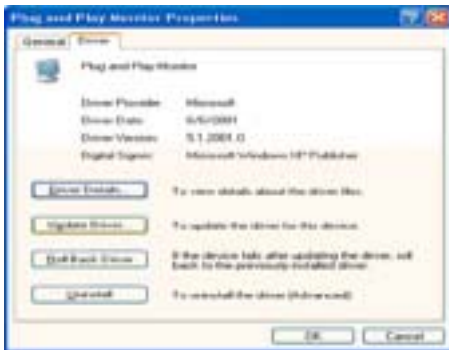 Plug and Play Monitor Properties
General Driver
Plug and Play Monitor
Driver Provider: Microsoft
Driver Date: 6/6/2001
Driver Version: 5.1.2001.0
Digital Signer: Microsoft Windows XP Publisher
Driver Details... To view details about the driver files.
Update Driver... To update the driver for this device.
Roll Back Driver If the device fails after updating the driver, roll
back to the previously installed driver.
Uninstall To uninstall the driver (Advanced).
OK Cancel